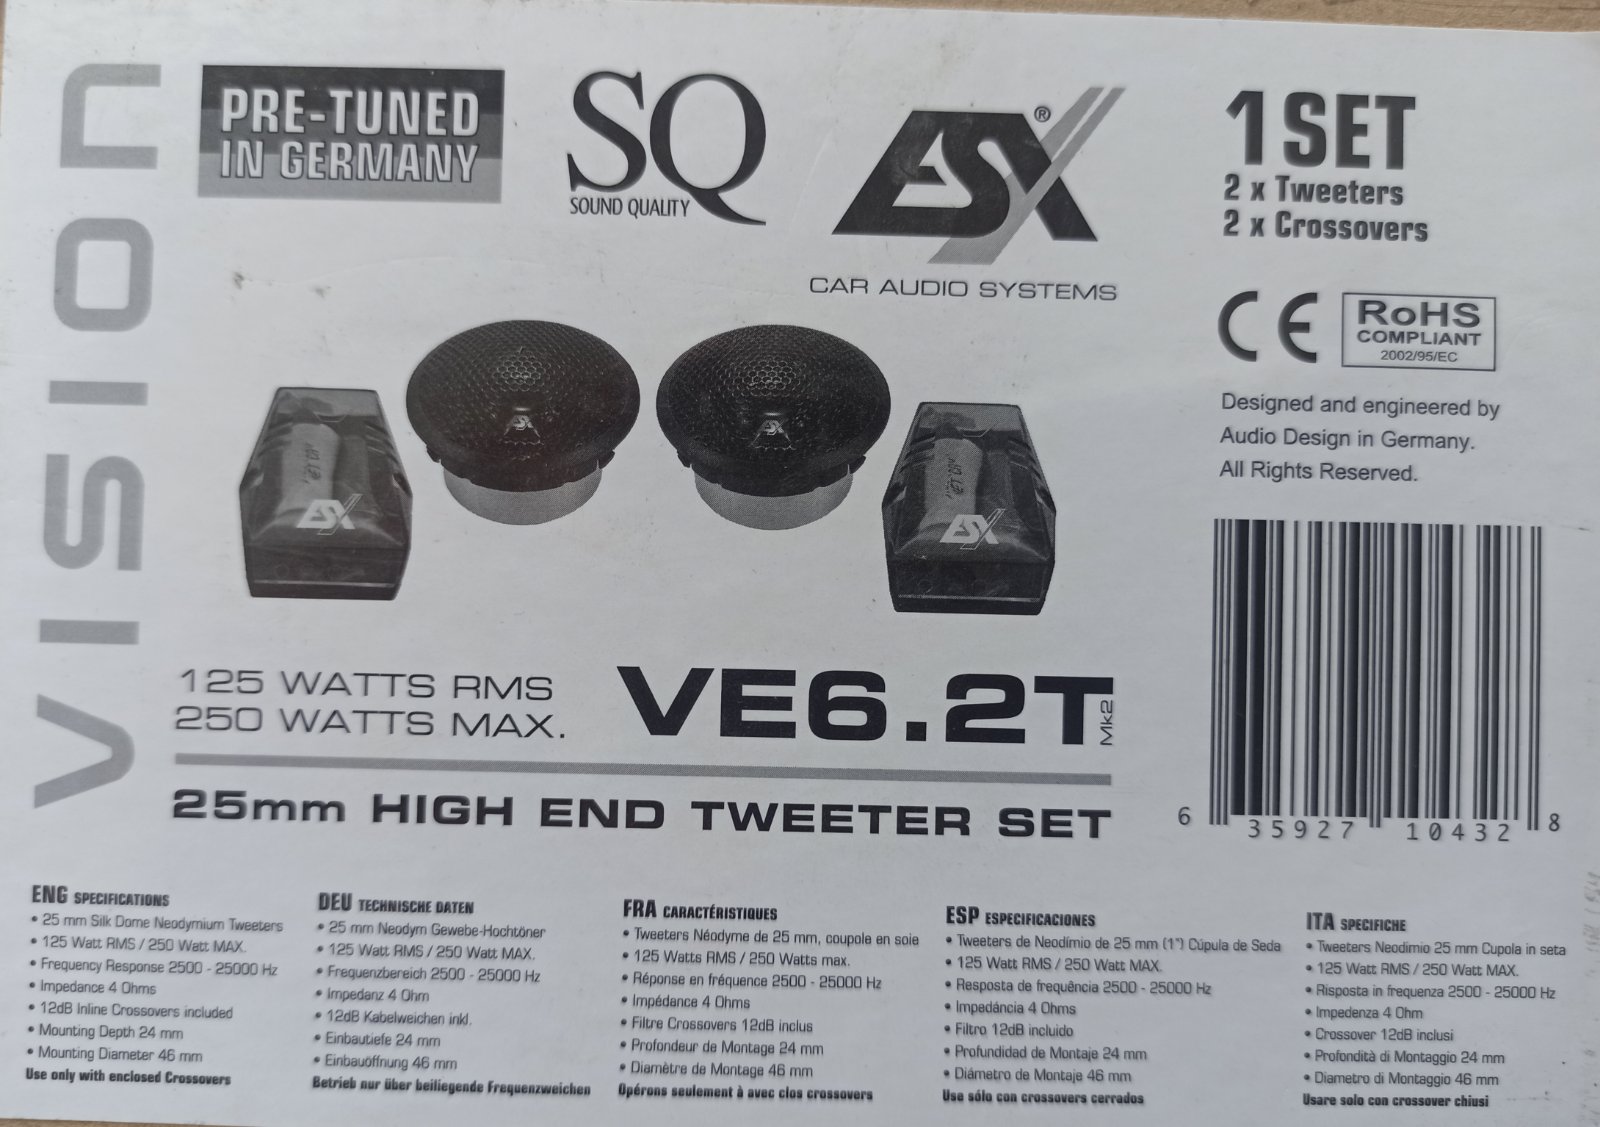 VISION
PRE-TUNED
IN GERMANY
SQ
SOUND QUALITY
ESX®
CAR AUDIO SYSTEMS
1 SET
2 x Tweeters
2 x Crossovers
CE
RoHS
COMPLIANT
2002/95/EC
Designed and engineered by
Audio Design in Germany.
All Rights Reserved.
ESX
ESX
ESX
ESX
125 WATTS RMS
250 WATTS MAX.
VE6.2T
Mk2
25mm HIGH END TWEETER SET
6 35927 10432 8
ENG SPECIFICATIONS
• 25 mm Silk Dome Neodymium Tweeters
• 125 Watt RMS / 250 Watt MAX.
• Frequency Response 2500 - 25000 Hz
• Impedance 4 Ohms
• 12dB Inline Crossovers included
• Mounting Depth 24 mm
• Mounting Diameter 46 mm
Use only with enclosed Crossovers
DEU TECHNISCHE DATEN
• 25 mm Neodym Gewebe-Hochtöner
• 125 Watt RMS / 250 Watt MAX.
• Frequenzbereich 2500 - 25000 Hz
• Impedanz 4 Ohm
• 12dB Kabelweichen inkl.
• Einbautiefe 24 mm
• Einbauöffnung 46 mm
Betrieb nur über beiliegende Frequenzweichen
FRA CARACTÉRISTIQUES
• Tweeters Néodyme de 25 mm, coupole en soie
• 125 Watts RMS / 250 Watts max.
• Réponse en fréquence 2500 - 25000 Hz
• Impédance 4 Ohms
• Filtre Crossovers 12dB inclus
• Profondeur de Montage 24 mm
• Diamètre de Montage 46 mm
Opérons seulement à avec clos crossovers
ESP ESPECIFICACIONES
• Tweeters de Neodímio de 25 mm (1") Cúpula de Seda
• 125 Watt RMS / 250 Watt MAX.
• Resposta de frequência 2500 - 25000 Hz
• Impedáncia 4 Ohms
• Filtro 12dB incluido
• Profundidad de Montaje 24 mm
• Diámetro de Montaje 46 mm
Use sólo con crossovers cerrados
ITA SPECIFICHE
• Tweeters Neodimio 25 mm Cupola in seta
• 125 Watt RMS / 250 Watt MAX.
• Risposta in frequenza 2500 - 25000 Hz
• Impedenza 4 Ohm
• Crossover 12dB inclusi
• Profondità di Montaggio 24 mm
• Diametro di Montaggio 46 mm
Usare solo con crossover chiusi